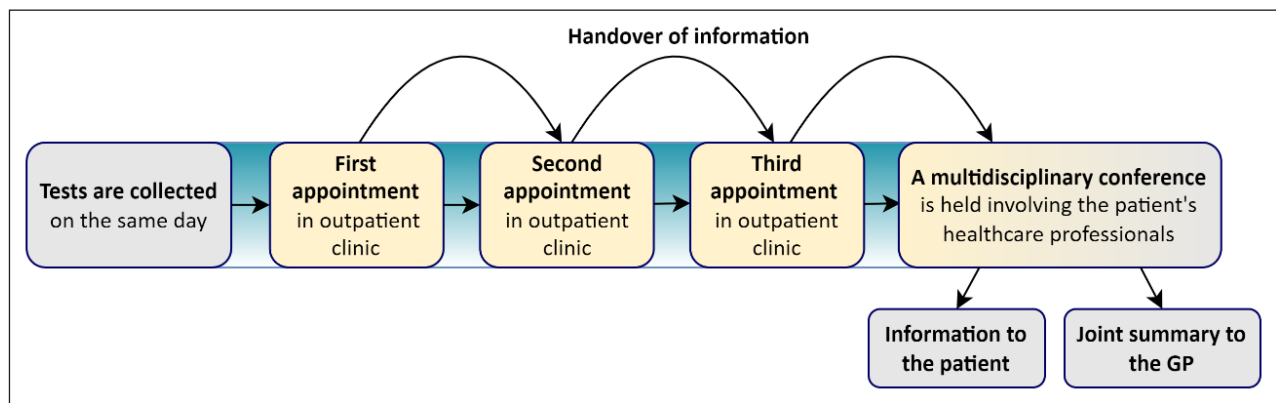 Handover of information
Tests are collected
on the same day
First
appointment
in outpatient
clinic
Second
appointment
in outpatient
clinic
Third
appointment
in outpatient
clinic
A multidisciplinary conference
is held involving the patient's
healthcare professionals
Information to
the patient
Joint summary to
the GP